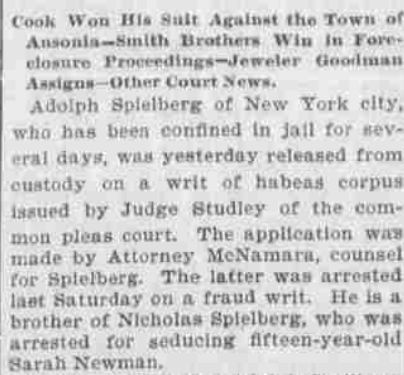 Cook Won His Suit Against the Town of
Ansonia—Smith Brothers Win in Fore-
closure Proceedings—Jeweler Goodman
Assigns—Other Court News.
Adolph Spielberg of New York city,
who has been confined in jail for sev-
eral days, was yesterday released from
custody on a writ of habeas corpus
issued by Judge Studley of the com-
mon pleas court. The application was
made by Attorney McNamara, counsel
for Spielberg. The latter was arrested
last Saturday on a fraud writ. He is a
brother of Nicholas Spielberg, who was
arrested for seducing fifteen-year-old
Sarah Newman.